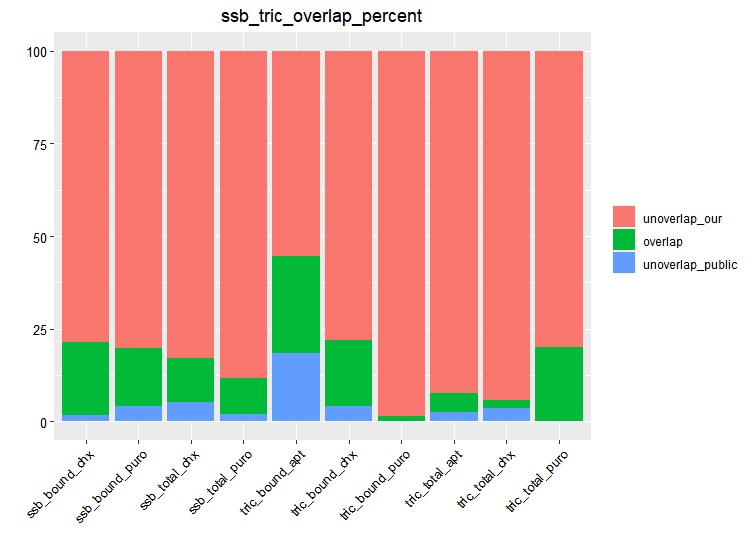 ssb_tric_overlap_percent
100
75
50
25
0
unoverlap_our
overlap
unoverlap_public
ssb_bound_chx
ssb_bound_puro
ssb_total_chx
ssb_total_puro
tric_bound_apt
tric_bound_chx
tric_bound_puro
tric_total_apt
tric_total_chx
tric_total_puro